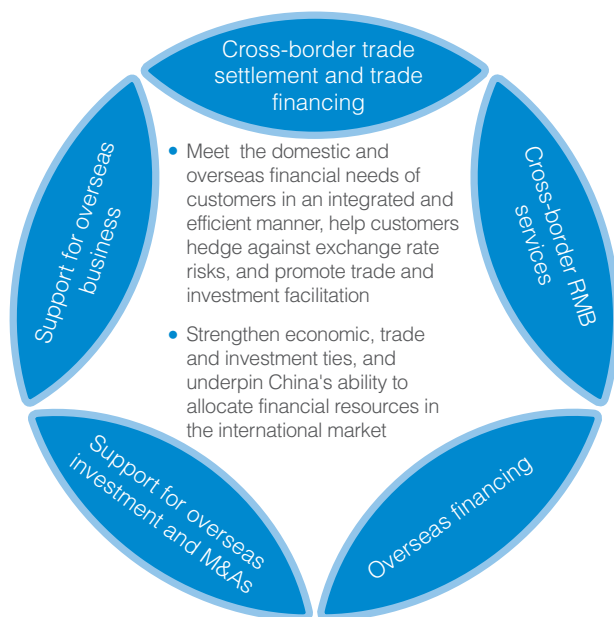 Cross-border trade
settlement and trade
financing
Support for overseas
business
• Meet the domestic and
overseas financial needs of
customers in an integrated and
efficient manner, help customers
hedge against exchange rate
risks, and promote trade and
investment facilitation
• Strengthen economic, trade
and investment ties, and
underpin China's ability to
allocate financial resources in
the international market
Cross-border RMB
services
Support for overseas
investment and M&As
Overseas financing